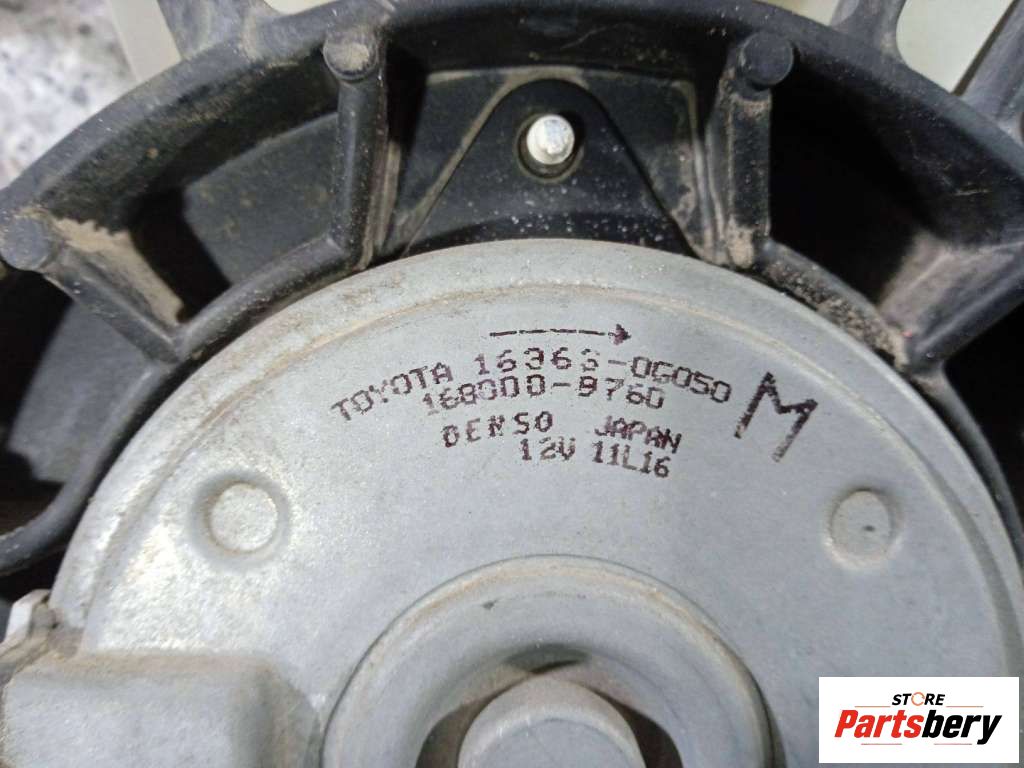 TOYOTA 16363-0G050
168000-9760
DENSO JAPAN
12V 11L16
M
STORE
Partsbery